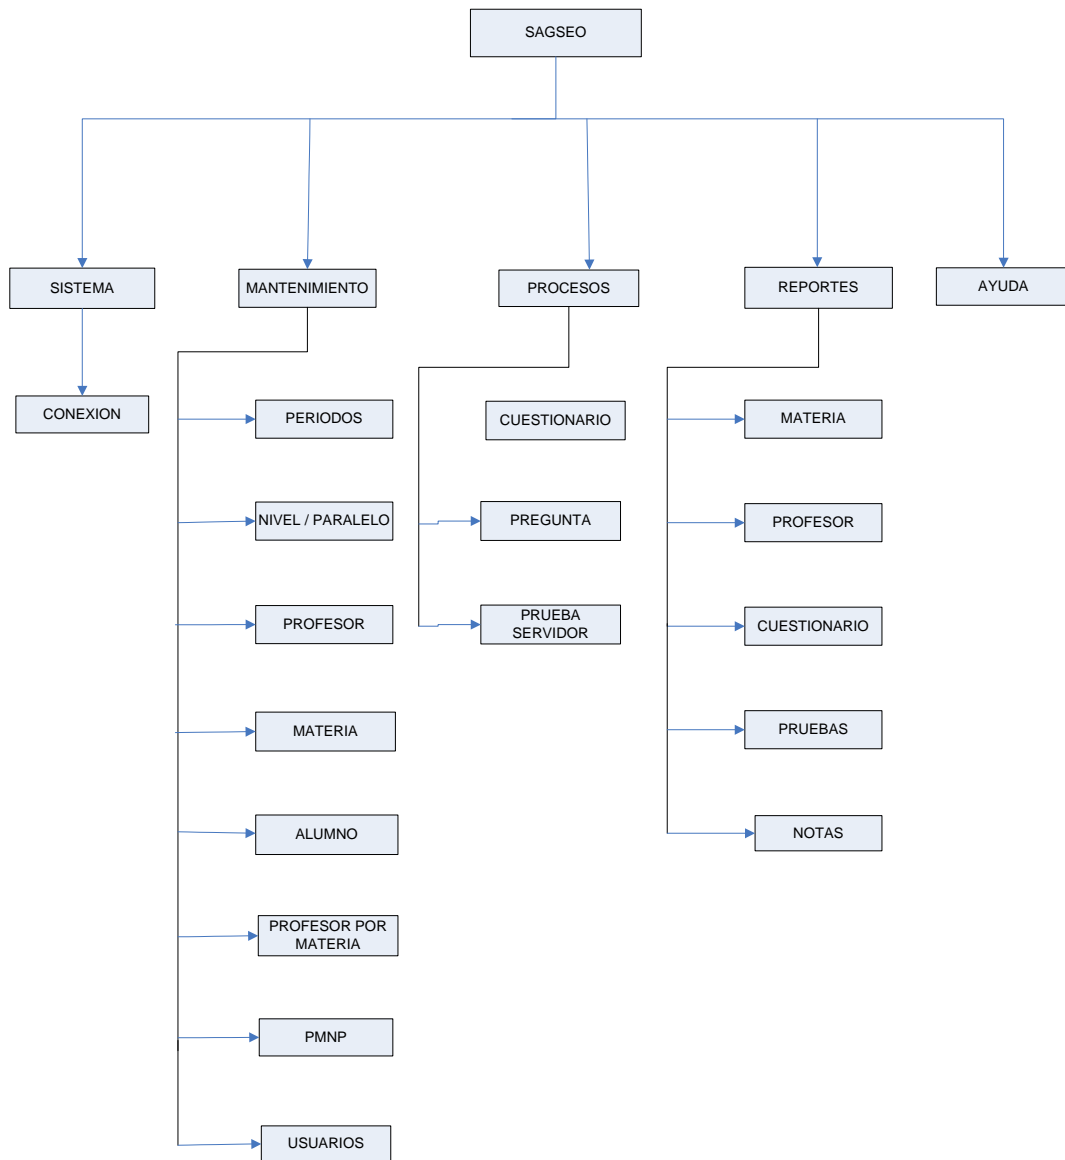 SAGSEO
SISTEMA
MANTENIMIENTO
PROCESOS
REPORTES
AYUDA
CONEXION
PERIODOS
CUESTIONARIO
MATERIA
NIVEL / PARALELO
PREGUNTA
PROFESOR
PROFESOR
PRUEBA
SERVIDOR
CUESTIONARIO
MATERIA
PRUEBAS
ALUMNO
NOTAS
PROFESOR POR
MATERIA
PMNP
USUARIOS